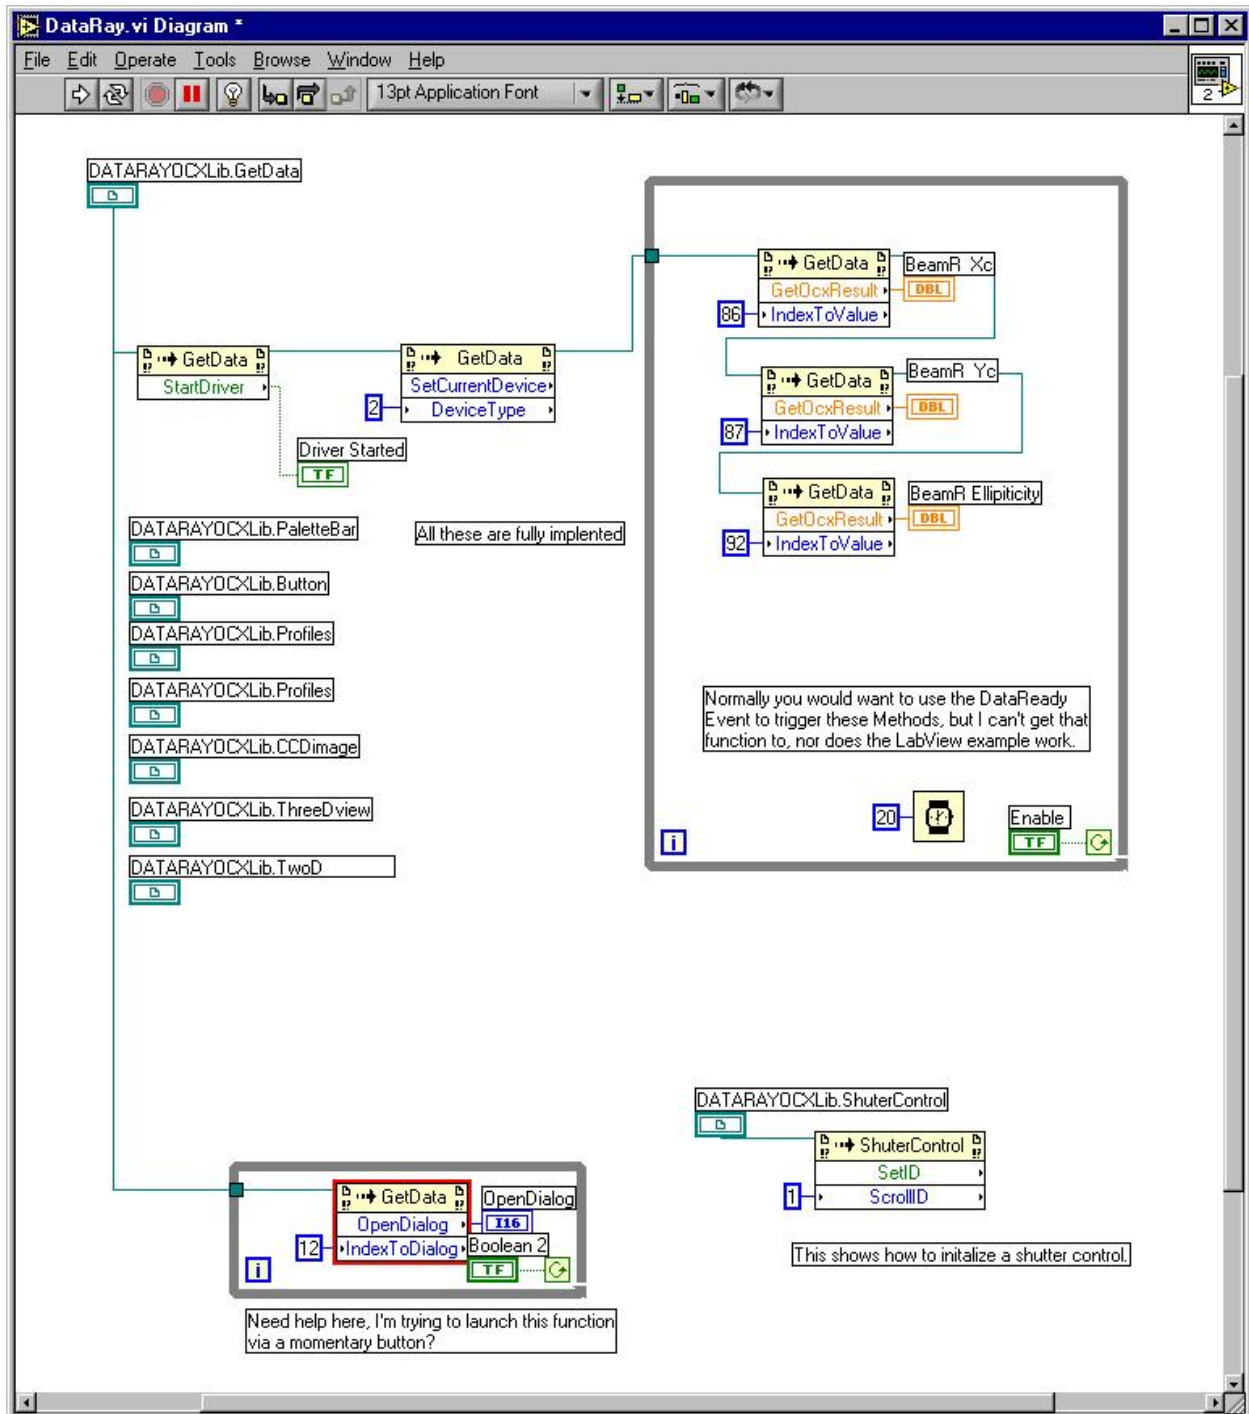 DataRay.vi Diagram *
File Edit Operate Tools Browse Window Help
13pt Application Font
2
DATARAYOCXLib.GetData
GetData
StartDriver
Driver Started
TF
GetData
SetCurrentDevice
2
DeviceType
GetData
BeamR Xc
GetOcxResult
DBL
86
IndexToValue
GetData
BeamR Yc
GetOcxResult
DBL
87
IndexToValue
GetData
BeamR Ellipiticity
GetOcxResult
DBL
92
IndexToValue
DATARAYOCXLib.PaletteBar
All these are fully implented
DATARAYOCXLib.Button
DATARAYOCXLib.Profiles
DATARAYOCXLib.Profiles
DATARAYOCXLib.CCDimage
DATARAYOCXLib.ThreeDview
DATARAYOCXLib.TwoD
Normally you would want to use the DataReady
Event to trigger these Methods, but I can't get that
function to, nor does the LabView example work.
20
Enable
TF
i
DATARAYOCXLib.ShuterControl
ShuterControl
SetID
1
ScrollID
This shows how to initalize a shutter control.
GetData
OpenDialog
OpenDialog
I16
12
IndexToDialog
Boolean 2
TF
i
Need help here, I'm trying to launch this function
via a momentary button?